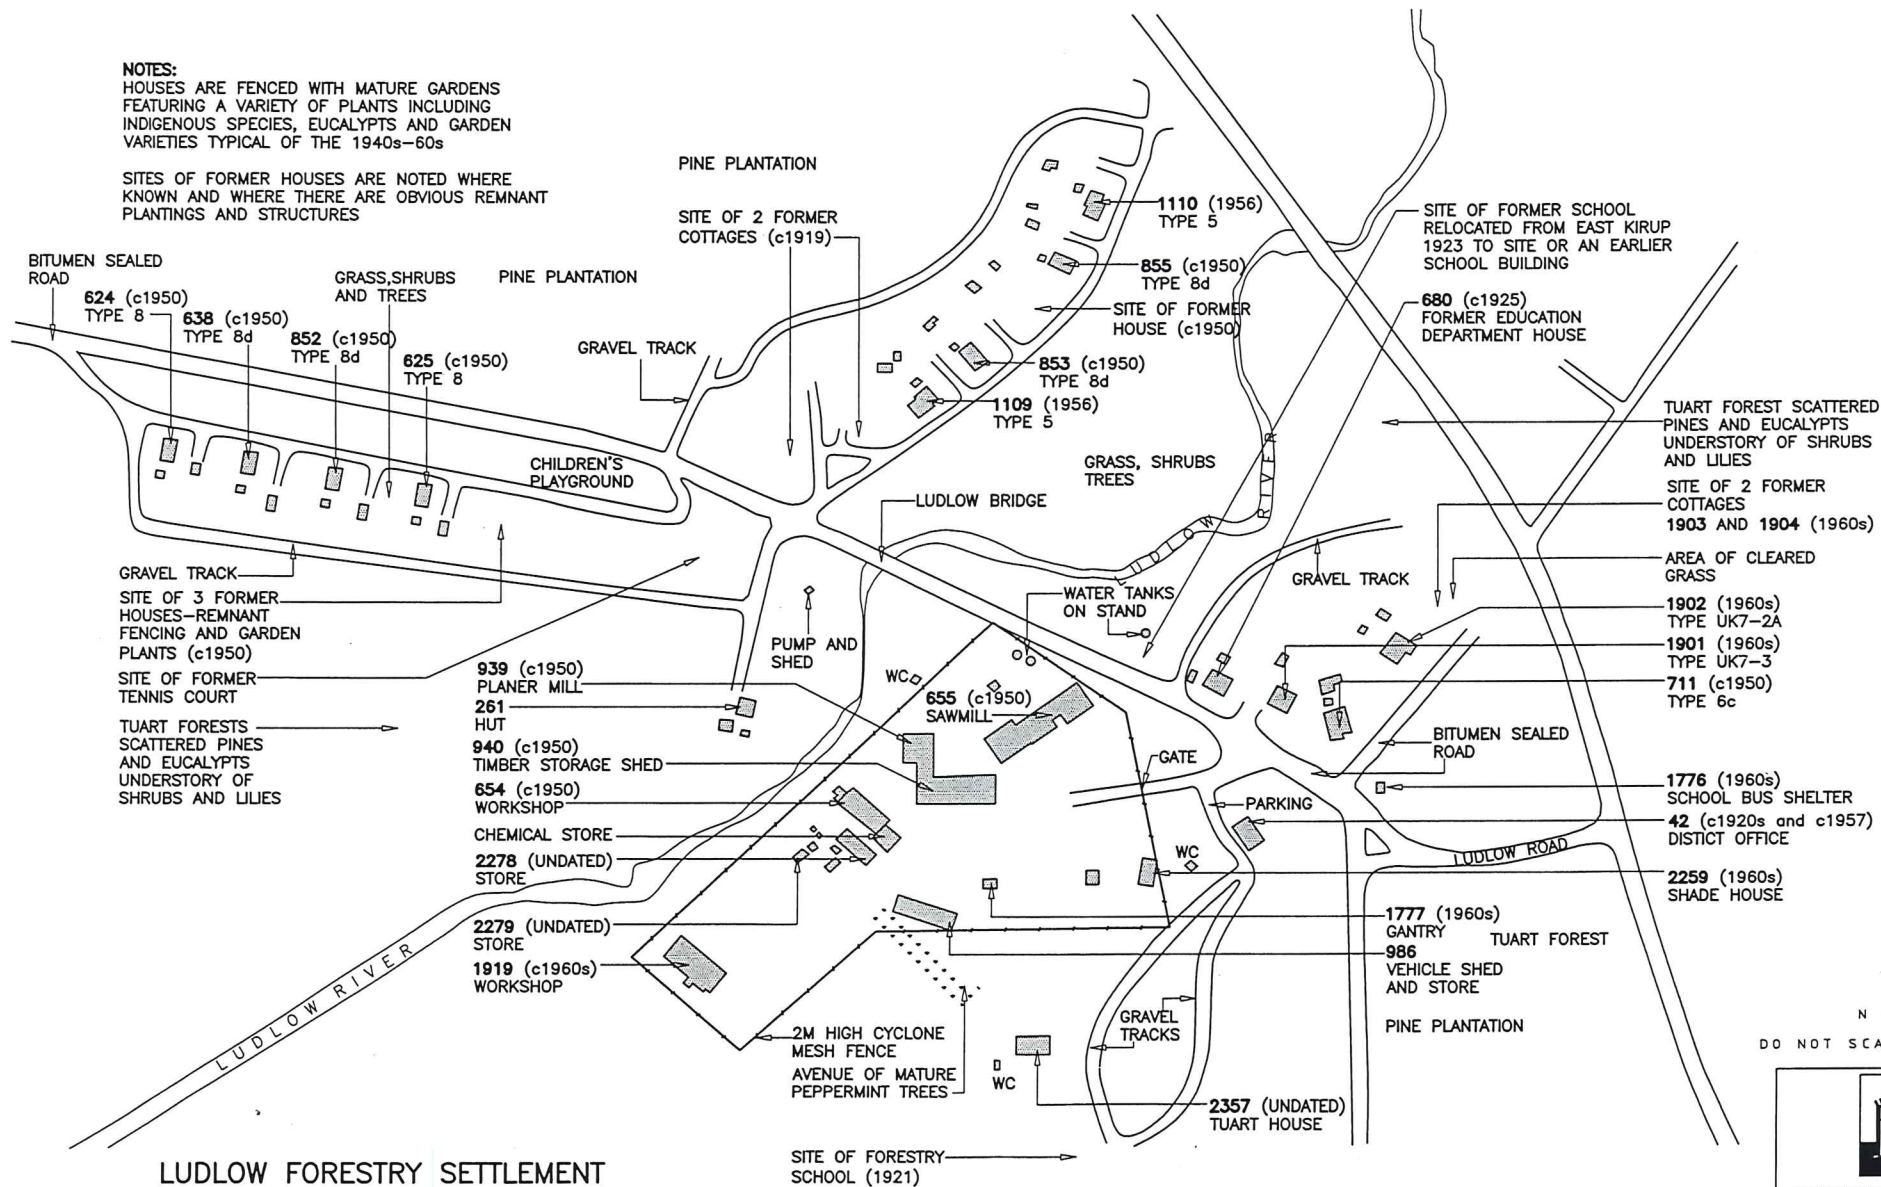 NOTES:
HOUSES ARE FENCED WITH MATURE GARDENS
FEATURING A VARIETY OF PLANTS INCLUDING
INDIGENOUS SPECIES, EUCALYPTS AND GARDEN
VARIETIES TYPICAL OF THE 1940s-60s
SITES OF FORMER HOUSES ARE NOTED WHERE
KNOWN AND WHERE THERE ARE OBVIOUS REMNANT
PLANTINGS AND STRUCTURES
BITUMEN SEALED
ROAD
624 (c1950)
TYPE 8
638 (c1950)
TYPE 8d
852 (c1950)
TYPE 8d
GRASS,SHRUBS
AND TREES
625 (c1950)
TYPE 8
PINE PLANTATION
PINE PLANTATION
SITE OF 2 FORMER
COTTAGES (c1919)
GRAVEL TRACK
1110 (1956)
TYPE 5
855 (c1950)
TYPE 8d
SITE OF FORMER
HOUSE (c1950)
853 (c1950)
TYPE 8d
1109 (1956)
TYPE 5
SITE OF FORMER SCHOOL
RELOCATED FROM EAST KIRUP
1923 TO SITE OR AN EARLIER
SCHOOL BUILDING
680 (c1925)
FORMER EDUCATION
DEPARTMENT HOUSE
TUART FOREST SCATTERED
PINES AND EUCALYPTS
UNDERSTORY OF SHRUBS
AND LILIES
SITE OF 2 FORMER
COTTAGES
1903 AND 1904 (1960s)
AREA OF CLEARED
GRASS
1902 (1960s)
TYPE UK7-2A
1901 (1960s)
TYPE UK7-3
711 (c1950)
TYPE 6c
BITUMEN SEALED
ROAD
1776 (1960s)
SCHOOL BUS SHELTER
42 (c1920s and c1957)
DISTICT OFFICE
LUDLOW ROAD
2259 (1960s)
SHADE HOUSE
CHILDREN'S
PLAYGROUND
GRASS, SHRUBS
TREES
LUDLOW BRIDGE
LUDLOW RIVER
GRAVEL TRACK
WATER TANKS
ON STAND
GRAVEL TRACK
SITE OF 3 FORMER
HOUSES-REMNANT
FENCING AND GARDEN
PLANTS (c1950)
SITE OF FORMER
TENNIS COURT
TUART FORESTS
SCATTERED PINES
AND EUCALYPTS
UNDERSTORY OF
SHRUBS AND LILIES
PUMP AND
SHED
WC
939 (c1950)
PLANER MILL
261
HUT
940 (c1950)
TIMBER STORAGE SHED
654 (c1950)
WORKSHOP
CHEMICAL STORE
2278 (UNDATED)
STORE
2279 (UNDATED)
STORE
1919 (c1960s)
WORKSHOP
655 (c1950)
SAWMILL
GATE
PARKING
WC
1777 (1960s)
GANTRY
TUART FOREST
986
VEHICLE SHED
AND STORE
PINE PLANTATION
GRAVEL
TRACKS
2M HIGH CYCLONE
MESH FENCE
AVENUE OF MATURE
PEPPERMINT TREES
WC
2357 (UNDATED)
TUART HOUSE
LUDLOW RIVER
SITE OF FORESTRY
SCHOOL (1921)
LUDLOW FORESTRY SETTLEMENT
N
DO NOT